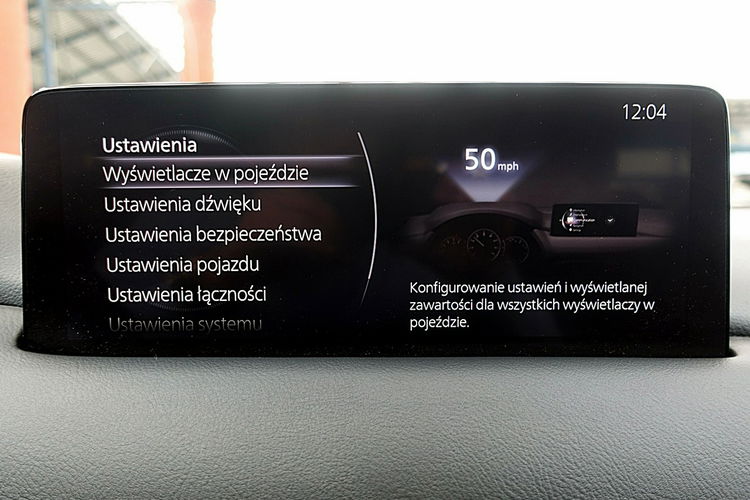 12:04
Ustawienia
Wyświetlacze w pojeździe
Ustawienia dźwięku
Ustawienia bezpieczeństwa
Ustawienia pojazdu
Ustawienia łączności
Ustawienia systemu
50 mph
Konfigurowanie ustawień i wyświetlanej
zawartości dla wszystkich wyświetlaczy w
pojeździe.